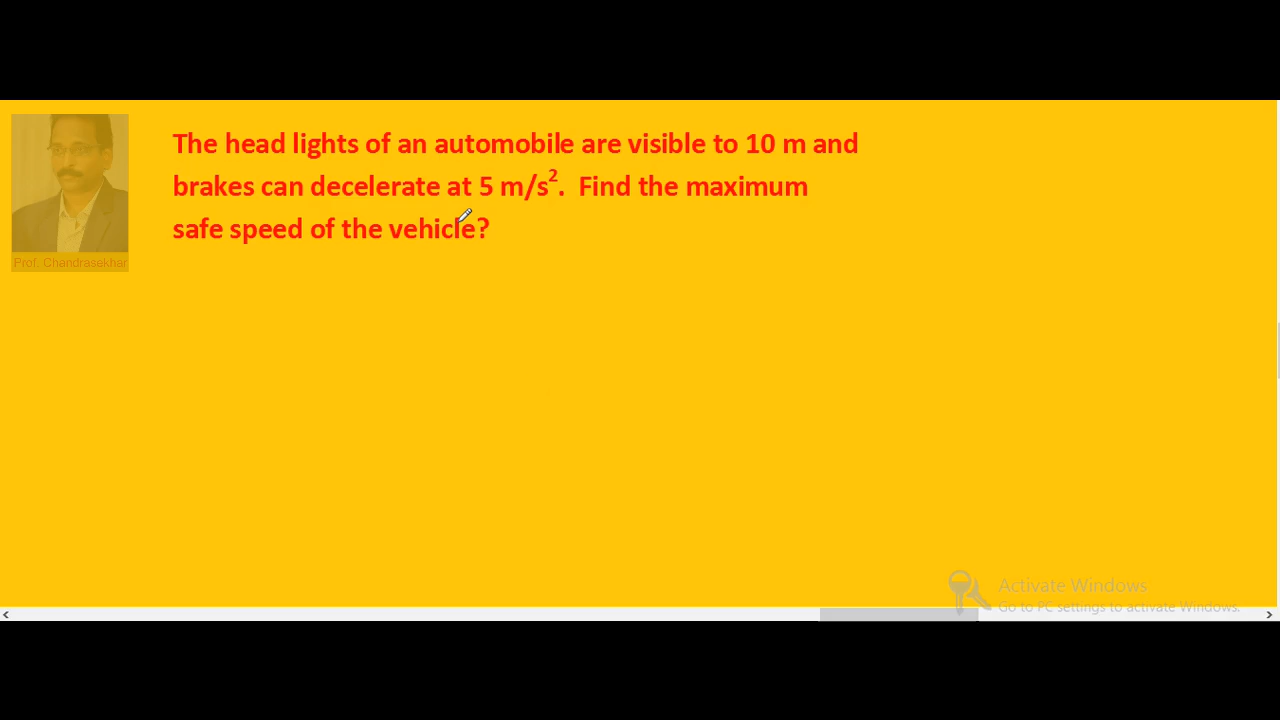 The head lights of an automobile are visible to 10 m and
brakes can decelerate at 5 m/s². Find the maximum
safe speed of the vehicle?
Prof. Chandrasekhar
Activate Windows
Go to PC settings to activate Windows.